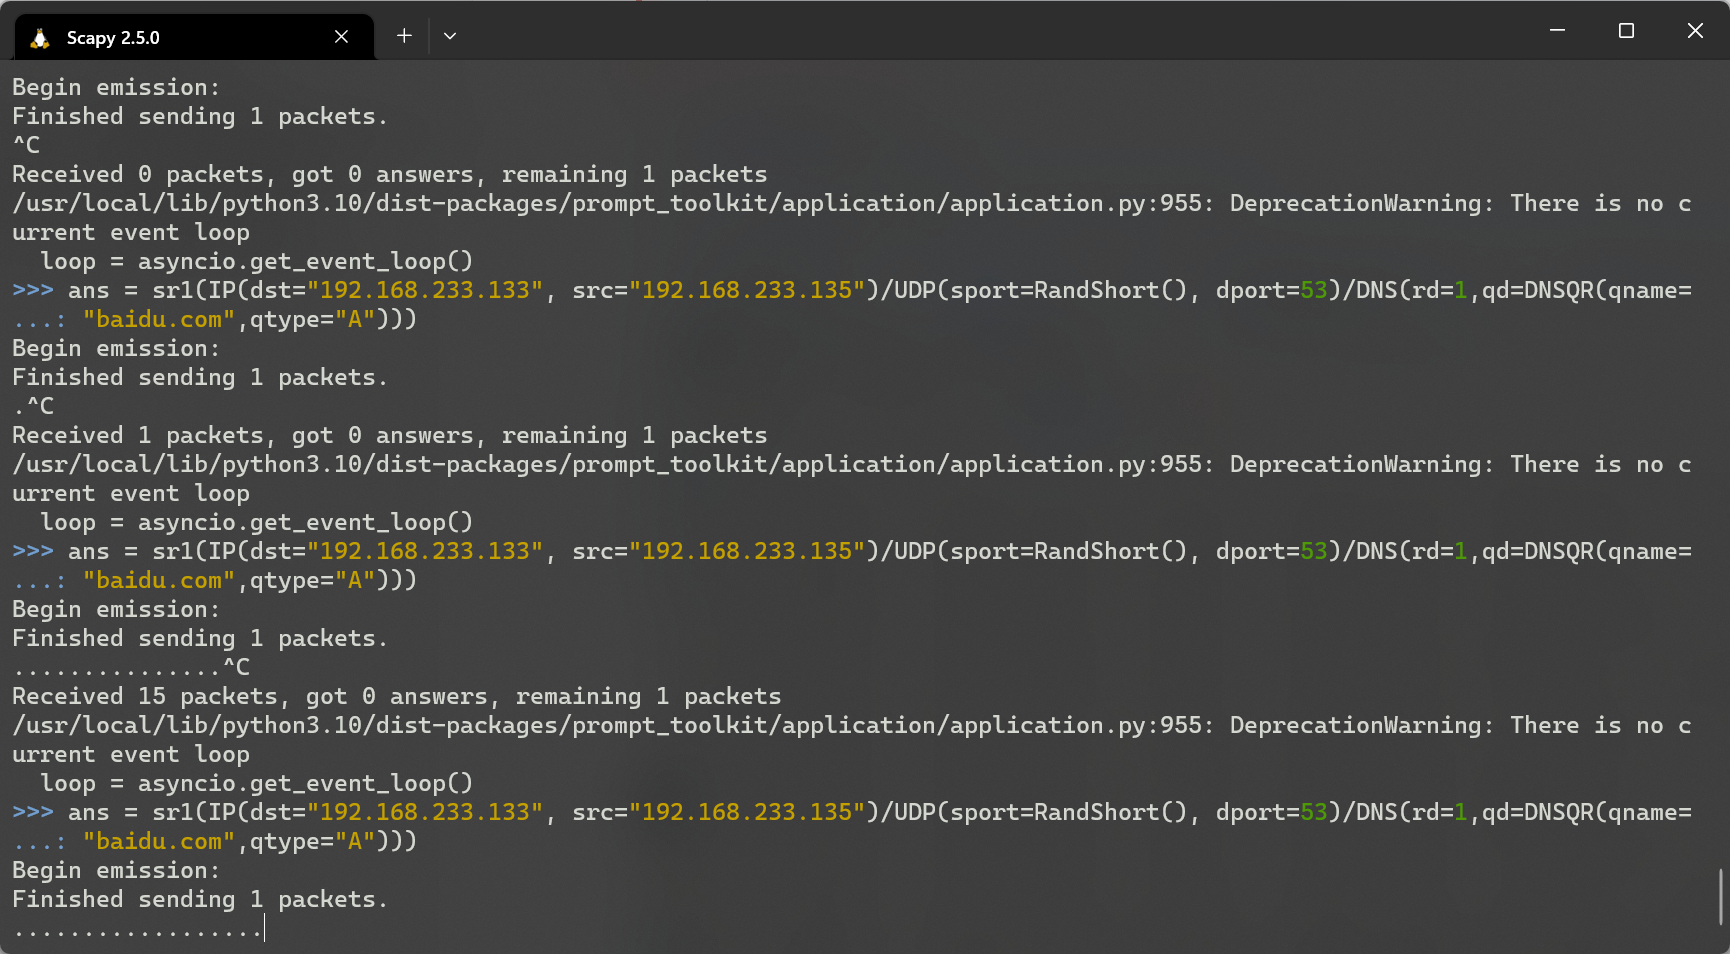 Scapy 2.5.0
Begin emission:
Finished sending 1 packets.
^C
Received 0 packets, got 0 answers, remaining 1 packets
/usr/local/lib/python3.10/dist-packages/prompt_toolkit/application/application.py:955: DeprecationWarning: There is no c
urrent event loop
  loop = asyncio.get_event_loop()
>>> ans = sr1(IP(dst="192.168.233.133", src="192.168.233.135")/UDP(sport=RandShort(), dport=53)/DNS(rd=1,qd=DNSQR(qname=
...: "baidu.com",qtype="A")))
Begin emission:
Finished sending 1 packets.
.^C
Received 1 packets, got 0 answers, remaining 1 packets
/usr/local/lib/python3.10/dist-packages/prompt_toolkit/application/application.py:955: DeprecationWarning: There is no c
urrent event loop
  loop = asyncio.get_event_loop()
>>> ans = sr1(IP(dst="192.168.233.133", src="192.168.233.135")/UDP(sport=RandShort(), dport=53)/DNS(rd=1,qd=DNSQR(qname=
...: "baidu.com",qtype="A")))
Begin emission:
Finished sending 1 packets.
...............^C
Received 15 packets, got 0 answers, remaining 1 packets
/usr/local/lib/python3.10/dist-packages/prompt_toolkit/application/application.py:955: DeprecationWarning: There is no c
urrent event loop
  loop = asyncio.get_event_loop()
>>> ans = sr1(IP(dst="192.168.233.133", src="192.168.233.135")/UDP(sport=RandShort(), dport=53)/DNS(rd=1,qd=DNSQR(qname=
...: "baidu.com",qtype="A")))
Begin emission:
Finished sending 1 packets.
..................